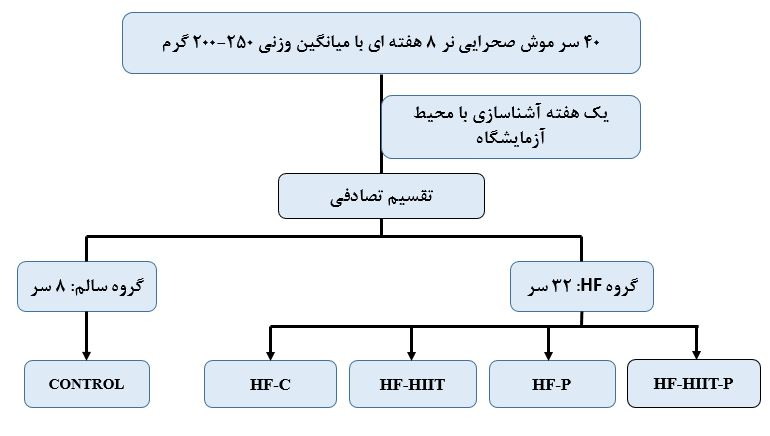 ۴۰ سر موش صحرایی نر ۸ هفته ای با میانگین وزنی ۲۵۰-۲۰۰ گرم
یک هفته آشناسازی با محیط
آزمایشگاه
تقسیم تصادفی
گروه HF: ۳۲ سر
گروه سالم: ۸ سر
CONTROL
HF-C
HF-HIIT
HF-P
HF-HIIT-P